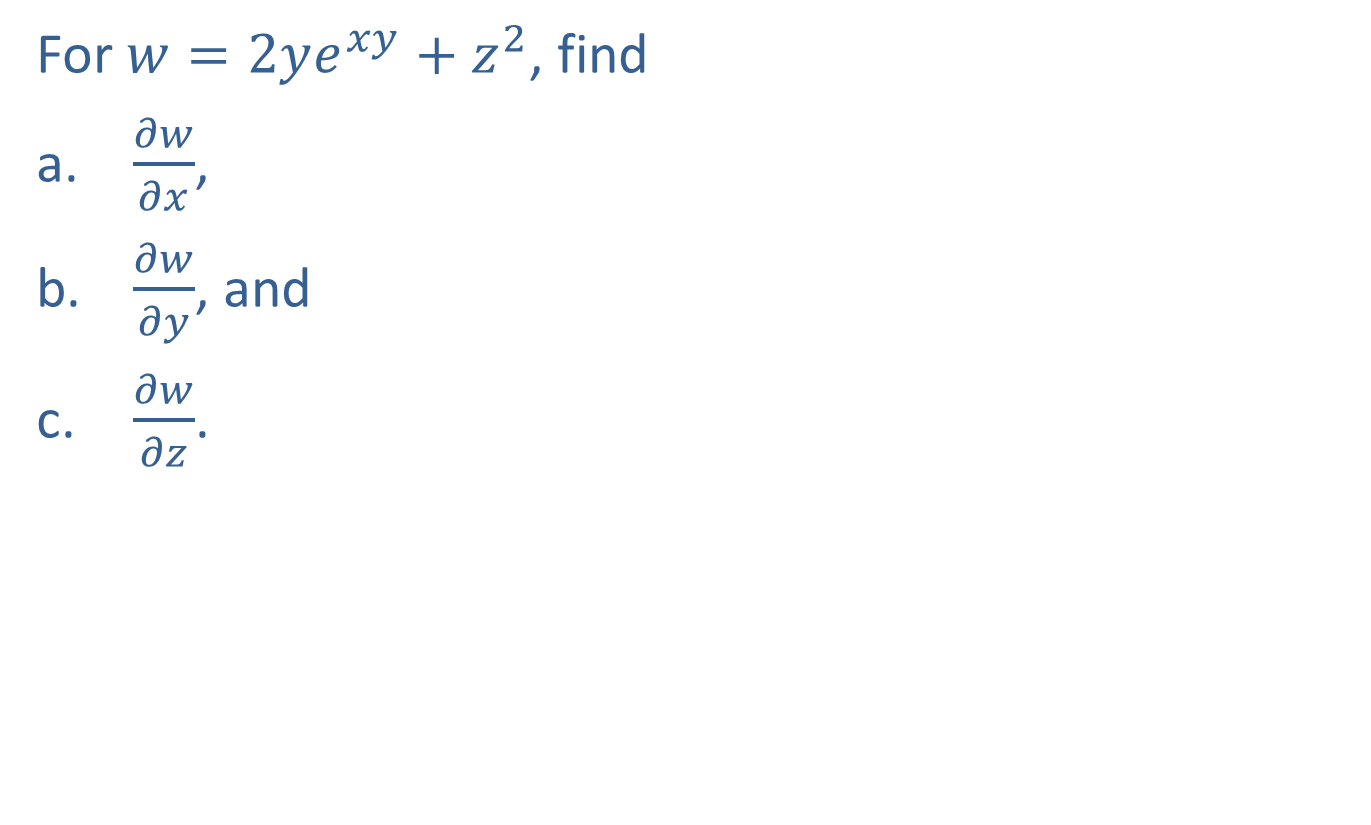 For 𝑤 = 2𝑦𝑒^{𝑥𝑦} + 𝑧², find
a. ∂𝑤/∂𝑥,
b. ∂𝑤/∂𝑦, and
c. ∂𝑤/∂𝑧.